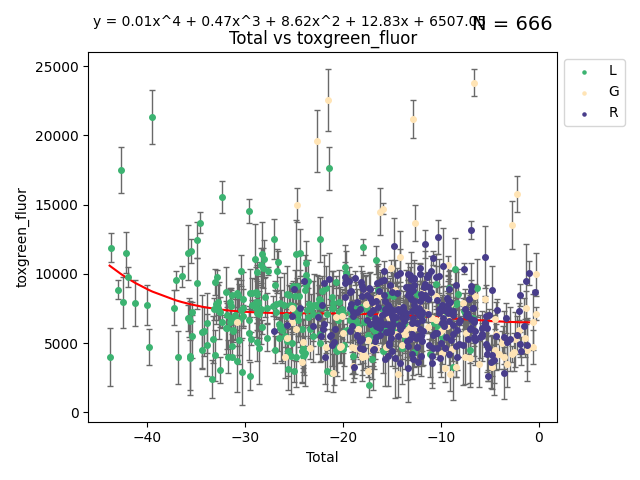 y = 0.01x^4 + 0.47x^3 + 8.62x^2 + 12.83x + 6507.05
N = 666
Total vs toxgreen_fluor
25000
20000
15000
10000
5000
0
toxgreen_fluor
−40
−30
−20
−10
0
Total
L
G
R